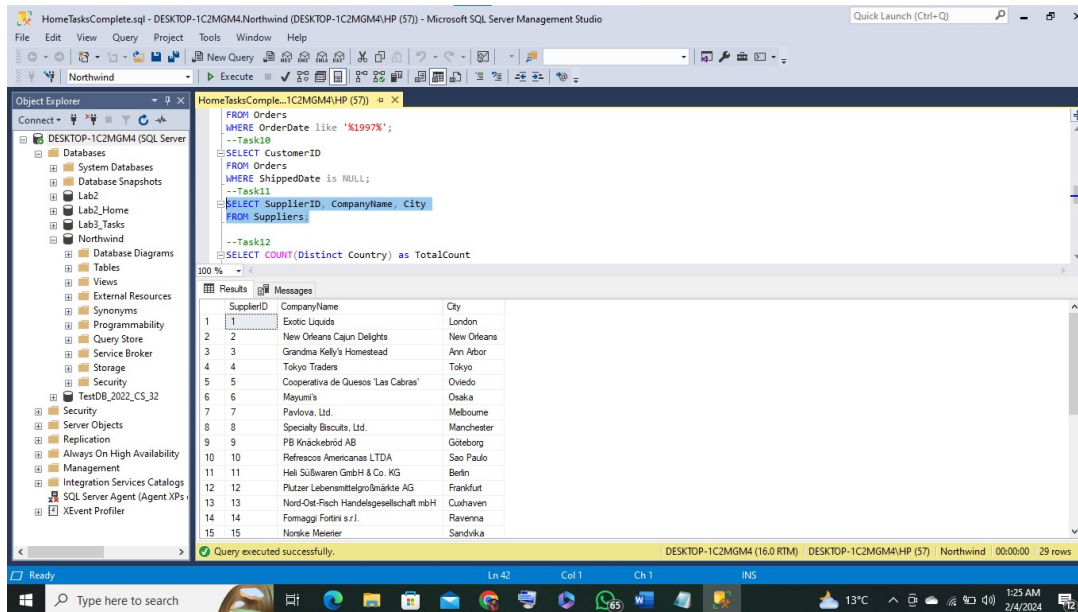 HomeTasksComplete.sql - DESKTOP-1C2MGM4.Northwind (DESKTOP-1C2MGM4\HP (57)) - Microsoft SQL Server Management Studio
Quick Launch (Ctrl+Q)
File Edit View Query Project Tools Window Help
New Query
Northwind
Execute
Object Explorer
Connect
DESKTOP-1C2MGM4 (SQL Server
Databases
System Databases
Database Snapshots
Lab2
Lab2_Home
Lab3_Tasks
Northwind
Database Diagrams
Tables
Views
External Resources
Synonyms
Programmability
Query Store
Service Broker
Storage
Security
TestDB_2022_CS_32
Security
Server Objects
Replication
Always On High Availability
Management
Integration Services Catalogs
SQL Server Agent (Agent XPs
XEvent Profiler
HomeTasksComple...1C2MGM4\HP (57))
FROM Orders
WHERE OrderDate like '%1997%';
--Task10
SELECT CustomerID
FROM Orders
WHERE ShippedDate is NULL;
--Task11
SELECT SupplierID, CompanyName, City
FROM Suppliers;
--Task12
SELECT COUNT(Distinct Country) as TotalCount
100 %
Results Messages
SupplierID CompanyName City
1 1 Exotic Liquids London
2 2 New Orleans Cajun Delights New Orleans
3 3 Grandma Kelly's Homestead Ann Arbor
4 4 Tokyo Traders Tokyo
5 5 Cooperativa de Quesos 'Las Cabras' Oviedo
6 6 Mayumi's Osaka
7 7 Pavlova, Ltd. Melbourne
8 8 Specialty Biscuits, Ltd. Manchester
9 9 PB Knäckebröd AB Göteborg
10 10 Refrescos Americanas LTDA Sao Paulo
11 11 Heli Süßwaren GmbH & Co. KG Berlin
12 12 Plutzer Lebensmittelgroßmärkte AG Frankfurt
13 13 Nord-Ost-Fisch Handelsgesellschaft mbH Cuxhaven
14 14 Formaggi Fortini s.r.l. Ravenna
15 15 Norske Meierier Sandvika
Query executed successfully. DESKTOP-1C2MGM4 (16.0 RTM) DESKTOP-1C2MGM4\HP (57) Northwind 00:00:00 29 rows
Ready Ln 42 Col 1 Ch 1 INS
Type here to search
65
13°C
1:25 AM
2/4/2024
12